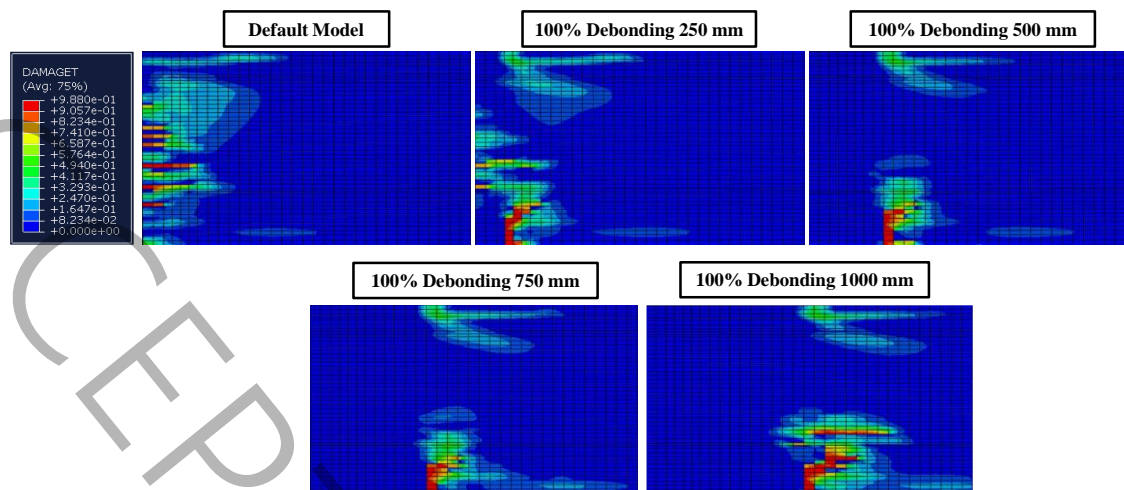 Default Model
100% Debonding 250 mm
100% Debonding 500 mm
DAMAGET
(Avg: 75%)
+9.880e-01
+9.057e-01
+8.234e-01
+7.410e-01
+6.587e-01
+5.764e-01
+4.940e-01
+4.117e-01
+3.293e-01
+2.470e-01
+1.647e-01
+8.234e-02
+0.000e+00
100% Debonding 750 mm
100% Debonding 1000 mm
CEP